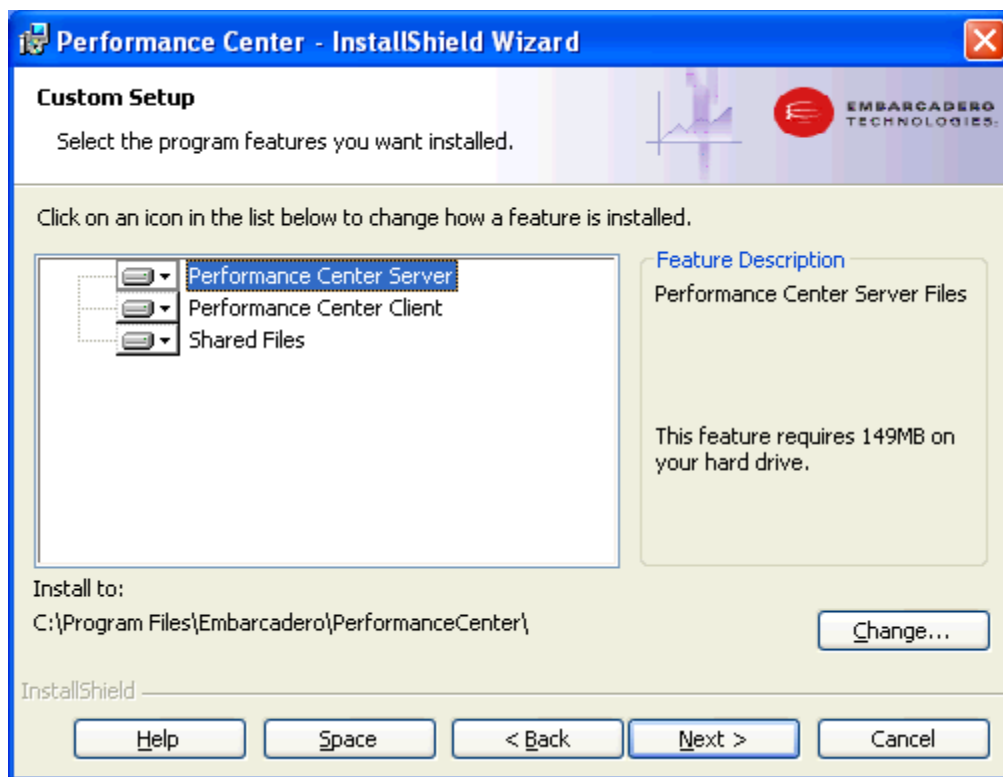 Performance Center - InstallShield Wizard
Custom Setup
Select the program features you want installed.
EMBARCADERO
TECHNOLOGIES.
Click on an icon in the list below to change how a feature is installed.
Performance Center Server
Performance Center Client
Shared Files
Feature Description
Performance Center Server Files
This feature requires 149MB on
your hard drive.
Install to:
C:\Program Files\Embarcadero\PerformanceCenter\
Change...
InstallShield
Help
Space
< Back
Next >
Cancel